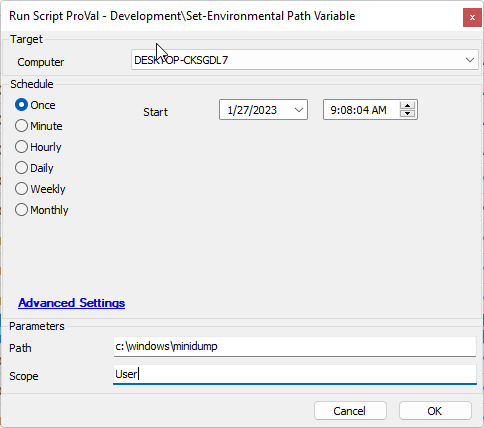 Run Script ProVal - Development\Set-Environmental Path Variable
x
Target
Computer DESKTOP-CKSGDL7
Schedule
Once
Start 1/27/2023 9:08:04 AM
Minute
Hourly
Daily
Weekly
Monthly
Advanced Settings
Parameters
Path c:\windows\minidump
Scope User
Cancel OK